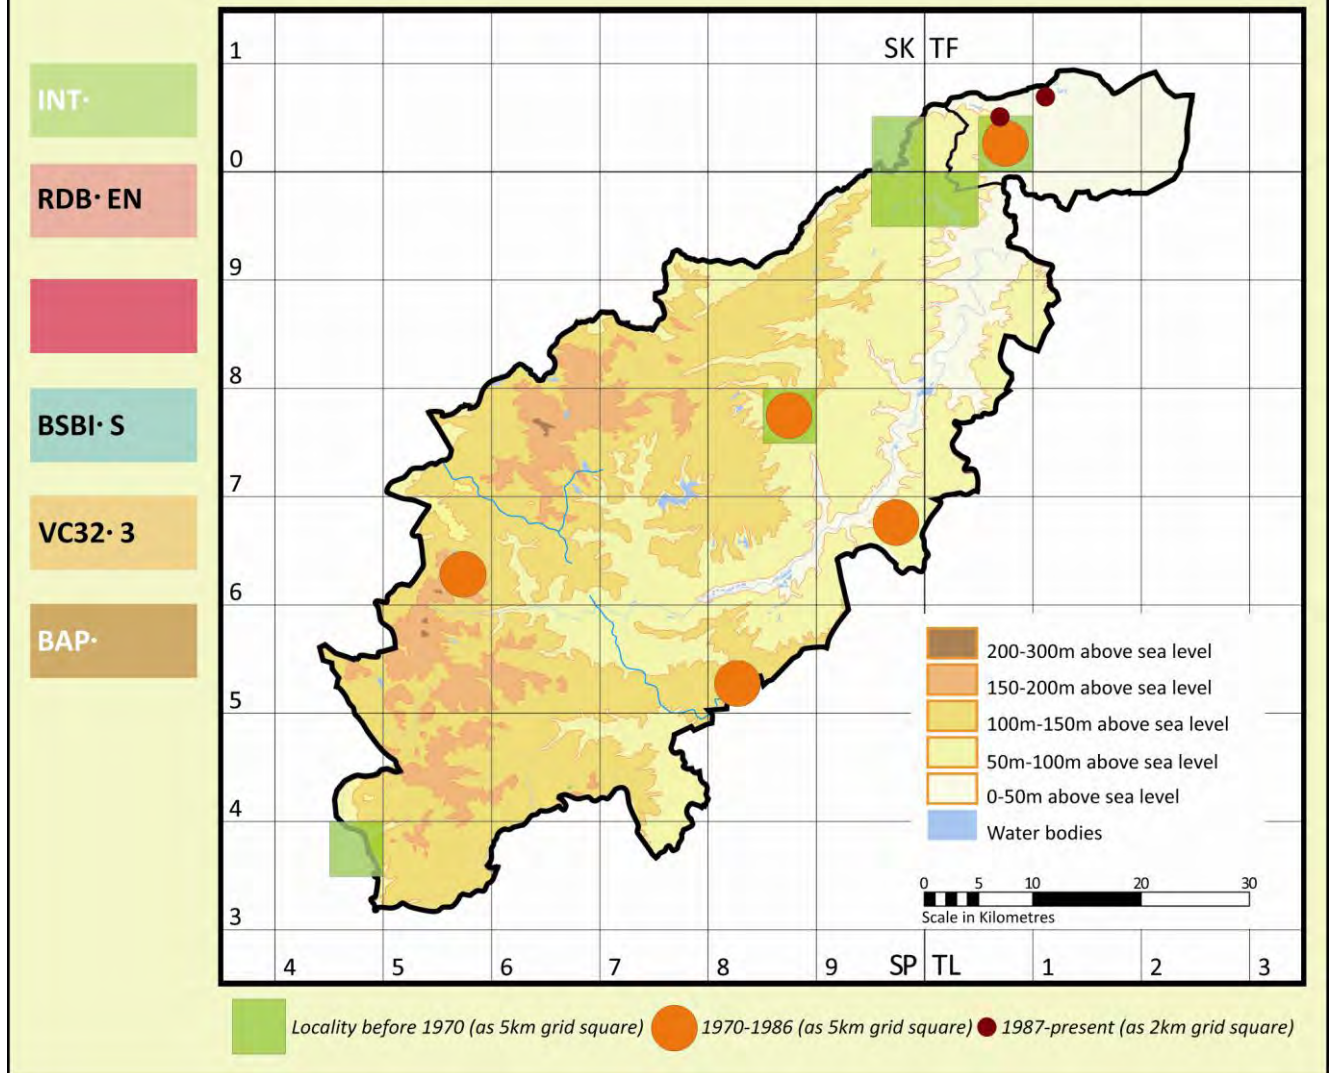 INT·
RDB· EN
BSBI· S
VC32· 3
BAP·
1
SK TF
0
9
8
7
6
5
4
3
4 5 6 7 8 9 SP TL 1 2 3
200-300m above sea level
150-200m above sea level
100m-150m above sea level
50m-100m above sea level
0-50m above sea level
Water bodies
0 5 10 20 30
Scale in Kilometres
Locality before 1970 (as 5km grid square) 1970-1986 (as 5km grid square) 1987-present (as 2km grid square)